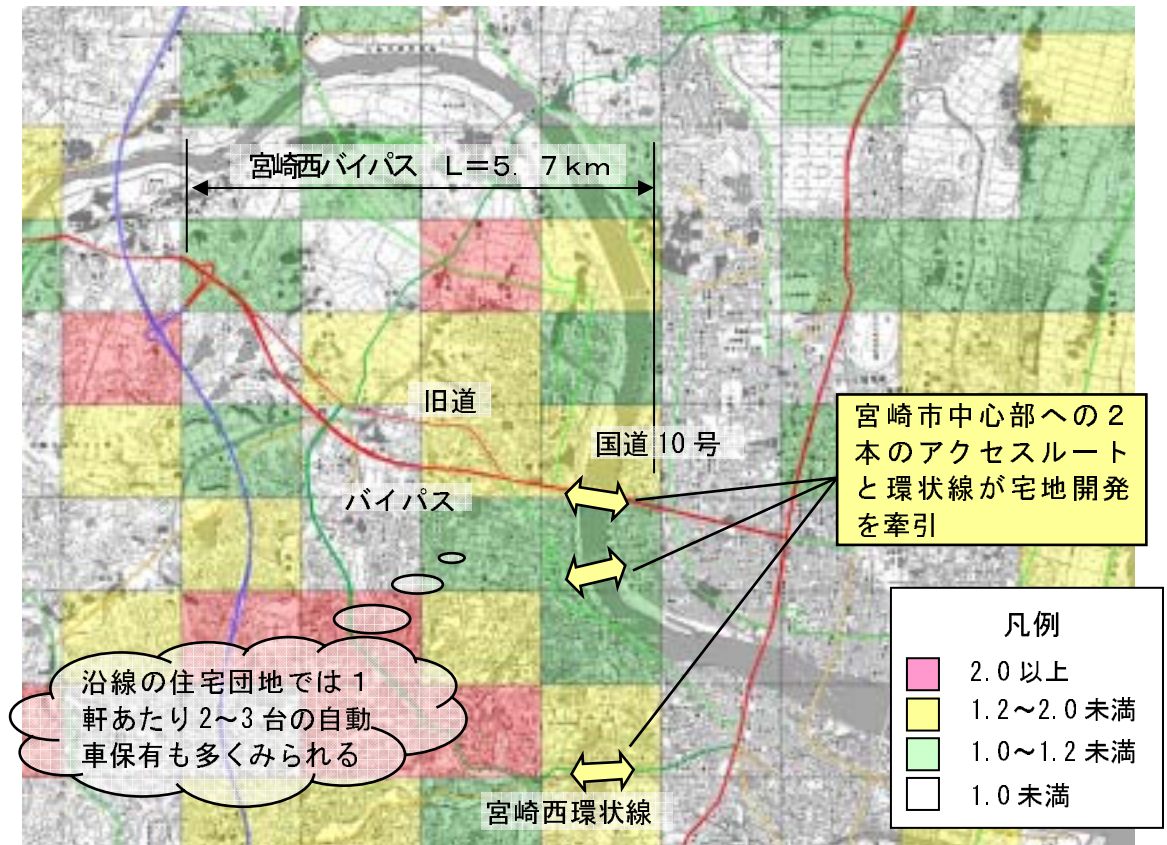 宮崎西バイパス L=5.7km
旧道
国道10号
バイパス
宮崎市中心部への2
本のアクセスルート
と環状線が宅地開発
を牽引
沿線の住宅団地では1
軒あたり2~3台の自動
車保有も多くみられる
宮崎西環状線
凡例
2.0以上
1.2~2.0未満
1.0~1.2未満
1.0未満